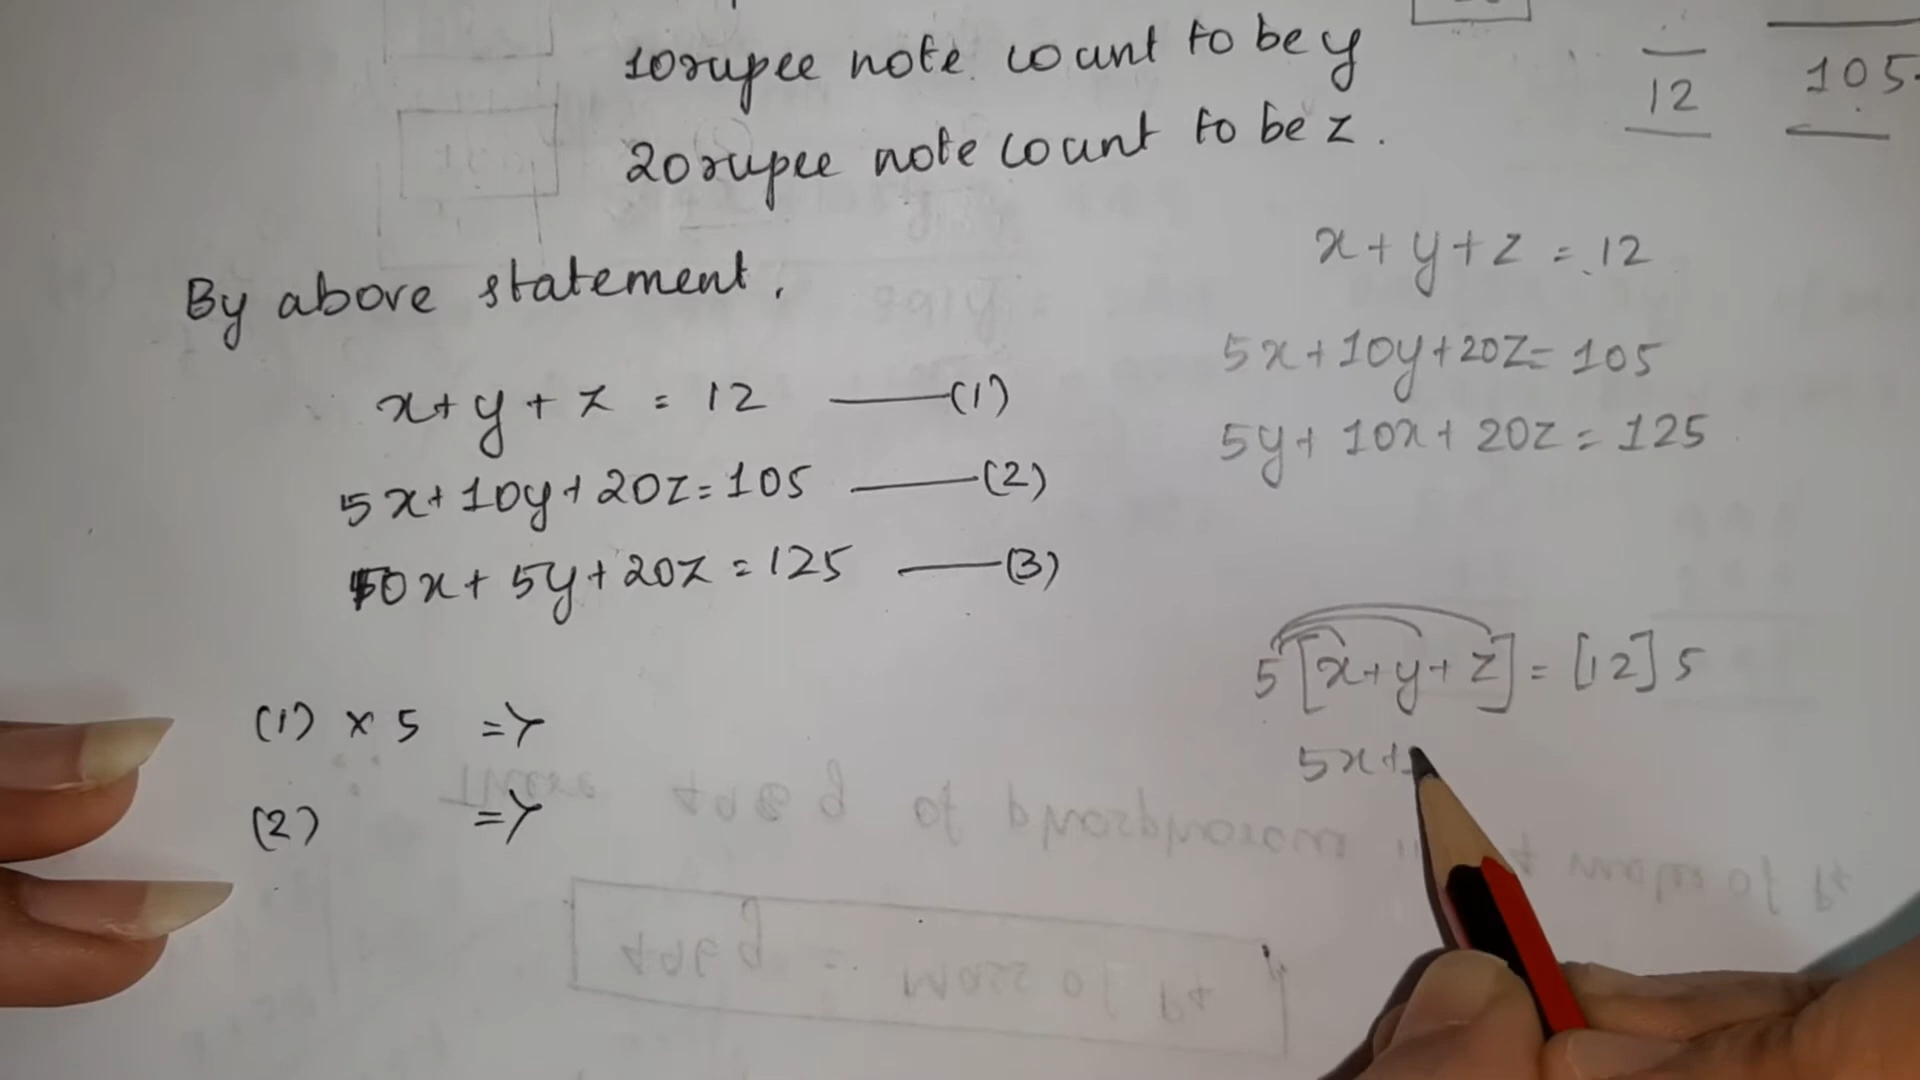 10rupee note count to be y
20rupee note count to be z.
12
105
By above statement,
x + y + z = 12 ——(1)
5x + 10y + 20z = 105 ——(2)
10x + 5y + 20z = 125 ——(3)
(1) × 5 =>
(2) =>
x + y + z = 12
5x + 10y + 20z = 105
5y + 10x + 20z = 125
5[x + y + z] = [12]5
5x +